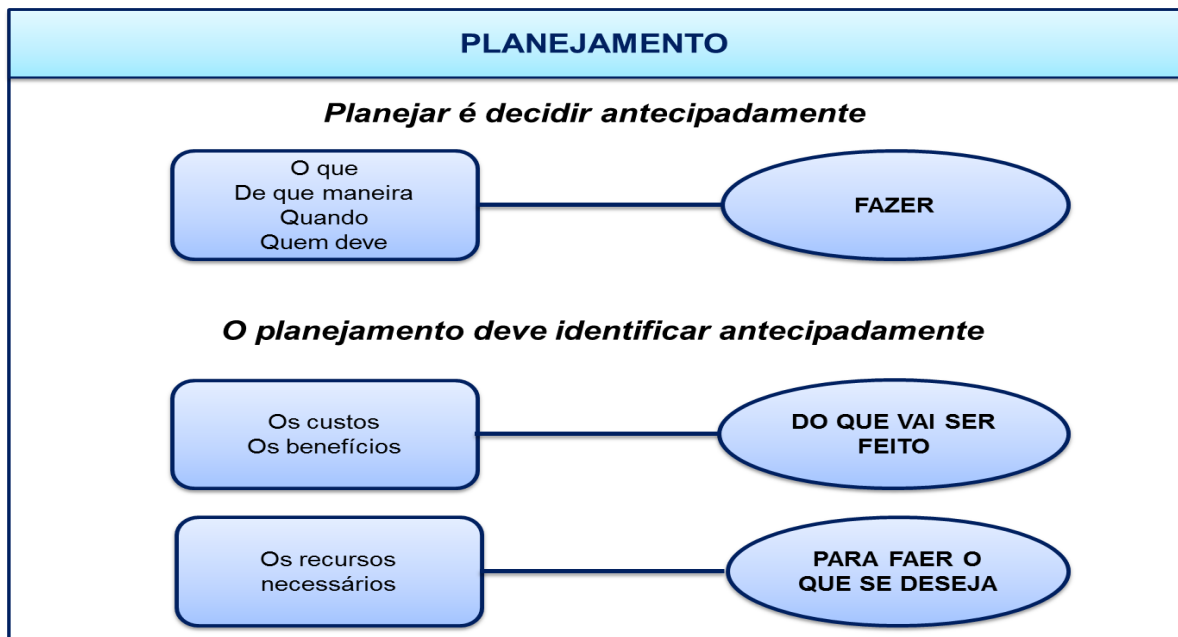 PLANEJAMENTO
Planejar é decidir antecipadamente
O que
De que maneira
Quando
Quem deve
FAZER
O planejamento deve identificar antecipadamente
Os custos
Os benefícios
DO QUE VAI SER
FEITO
Os recursos
necessários
PARA FAER O
QUE SE DESEJA